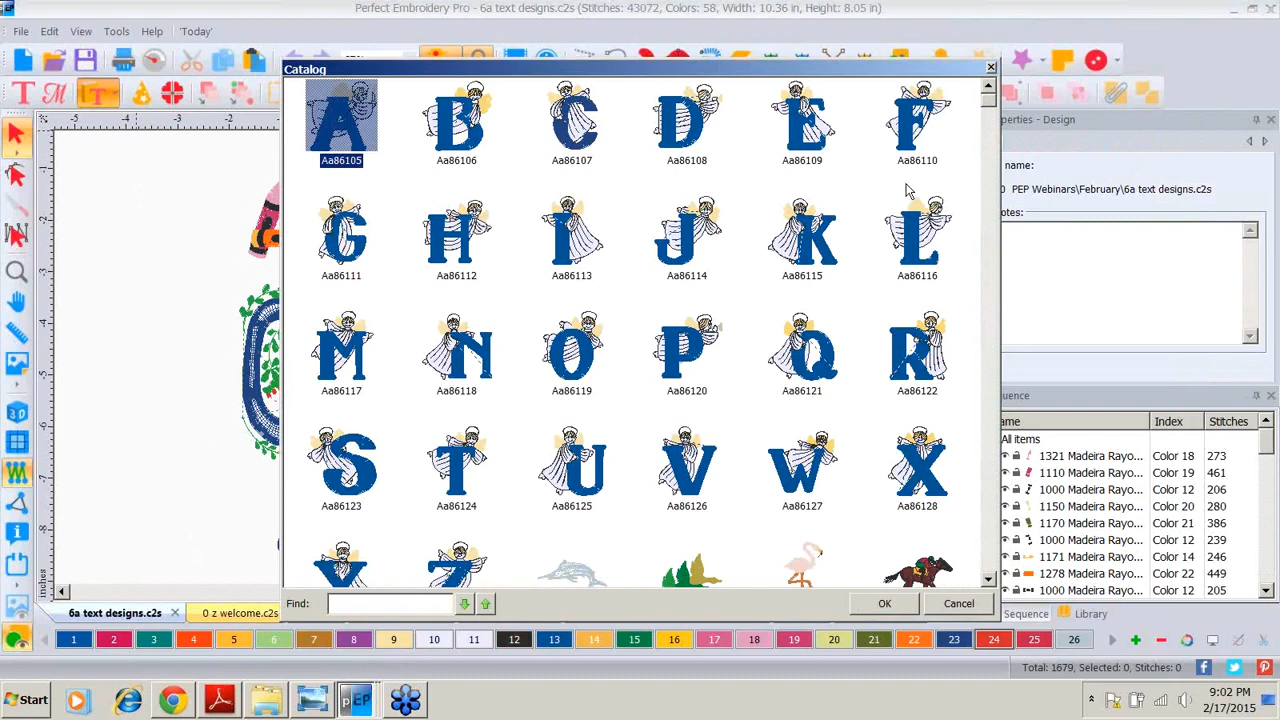 Perfect Embroidery Pro - 6a text designs.c2s (Stitches: 43072, Colors: 58, Width: 10.36 in, Height: 8.05 in)
File Edit View Tools Help Today'
Catalog
-5 -3 -2
operties - Design
A B C D E F
Aa86105 Aa86106 Aa86107 Aa86108 Aa86109 Aa86110
name:
0 PEP Webinars\February\6a text designs.c2s
otes:
G H I J K L
Aa86111 Aa86112 Aa86113 Aa86114 Aa86115 Aa86116
M N O P Q R
Aa86117 Aa86118 Aa86119 Aa86120 Aa86121 Aa86122
uence
ame Index Stitches
All items
1321 Madeira Rayo... Color 18 273
1110 Madeira Rayo... Color 19 461
1000 Madeira Rayo... Color 12 206
S T U V W X
Aa86123 Aa86124 Aa86125 Aa86126 Aa86127 Aa86128
1150 Madeira Rayo... Color 20 280
1170 Madeira Rayo... Color 21 386
1000 Madeira Rayo... Color 12 239
1171 Madeira Rayo... Color 14 246
1278 Madeira Rayo... Color 22 449
1000 Madeira Rayo... Color 12 205
Y Z
inches
Find: OK Cancel
6a text designs.c2s 0 z welcome.c2s
Sequence Library
1 2 3 4 5 6 7 8 9 10 11 12 13 14 15 16 17 18 19 20 21 22 23 24 25 26
Total: 1679, Selected: 0, Stitches: 0
Start pEP
9:02 PM
2/17/2015